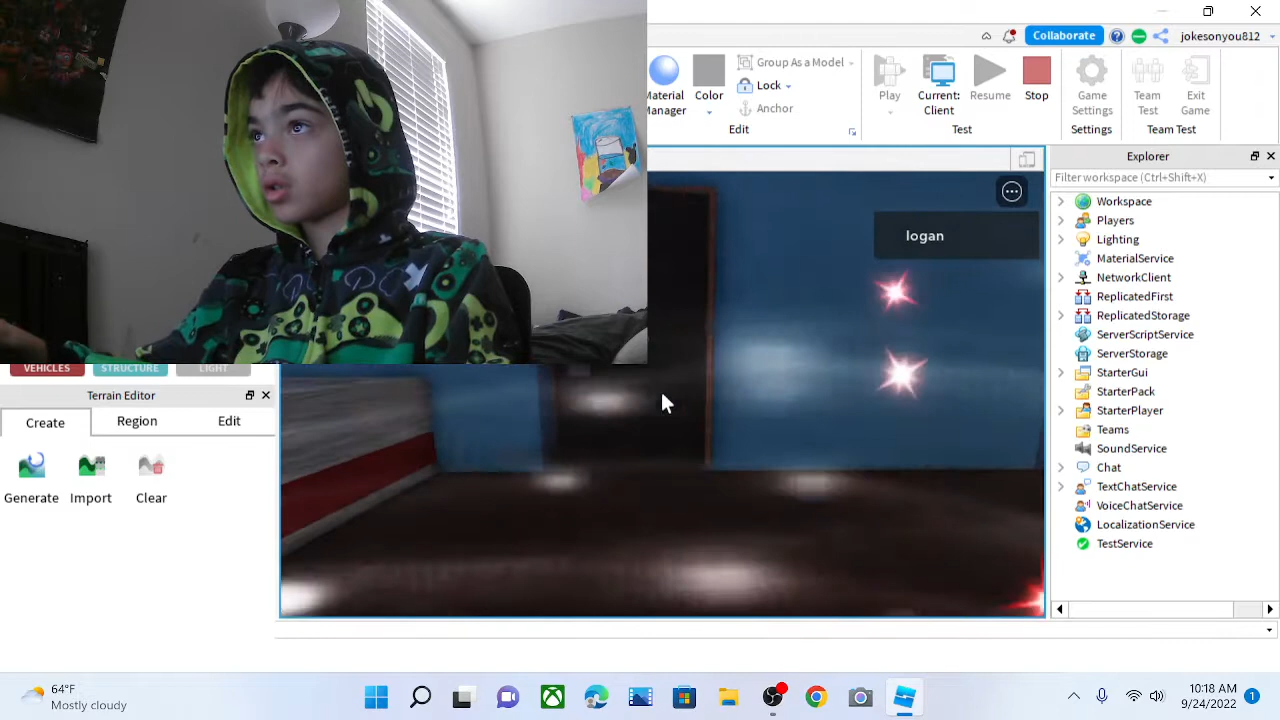 Collaborate
jokesonyou812
Material
Manager
Color
Group As a Model
Lock
Anchor
Edit
Play
Current:
Client
Resume
Stop
Test
Game
Settings
Settings
Team
Test
Exit
Game
Team Test
logan
Explorer
Filter workspace (Ctrl+Shift+X)
Workspace
Players
Lighting
MaterialService
NetworkClient
ReplicatedFirst
ReplicatedStorage
ServerScriptService
ServerStorage
StarterGui
StarterPack
StarterPlayer
Teams
SoundService
Chat
TextChatService
VoiceChatService
LocalizationService
TestService
VEHICLES
STRUCTURE
LIGHT
Terrain Editor
Create
Region
Edit
Generate
Import
Clear
64°F
Mostly cloudy
10:18 AM
9/24/2022
1